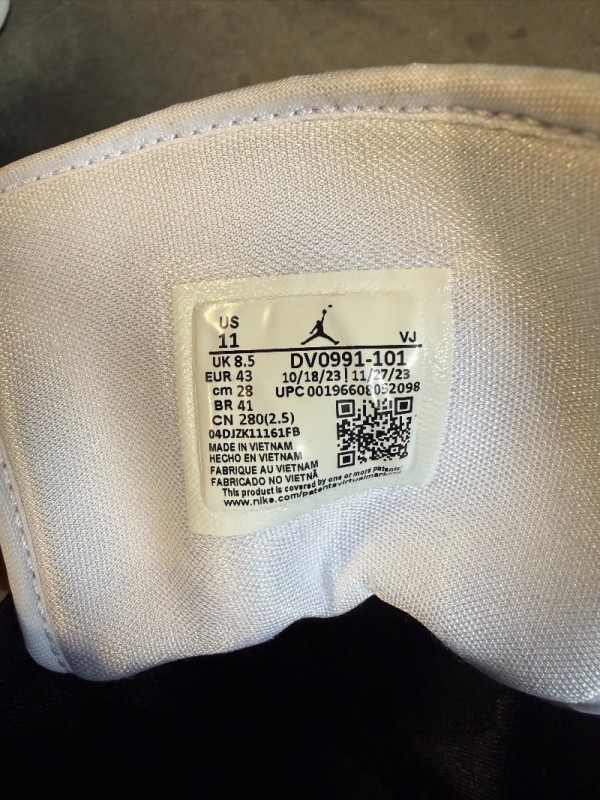 US
11
VJ
UK 8.5
DV0991-101
EUR 43
10/18/23 | 11/27/23
cm 28
UPC 00196608052098
BR 41
CN 280(2.5)
04DJZK11161FB
MADE IN VIETNAM
HECHO EN VIETNAM
FABRIQUE AU VIETNAM
FABRICADO NO VIETNÃ
This product is covered by one or more patents
www.nike.com/patentsvirtualmarking